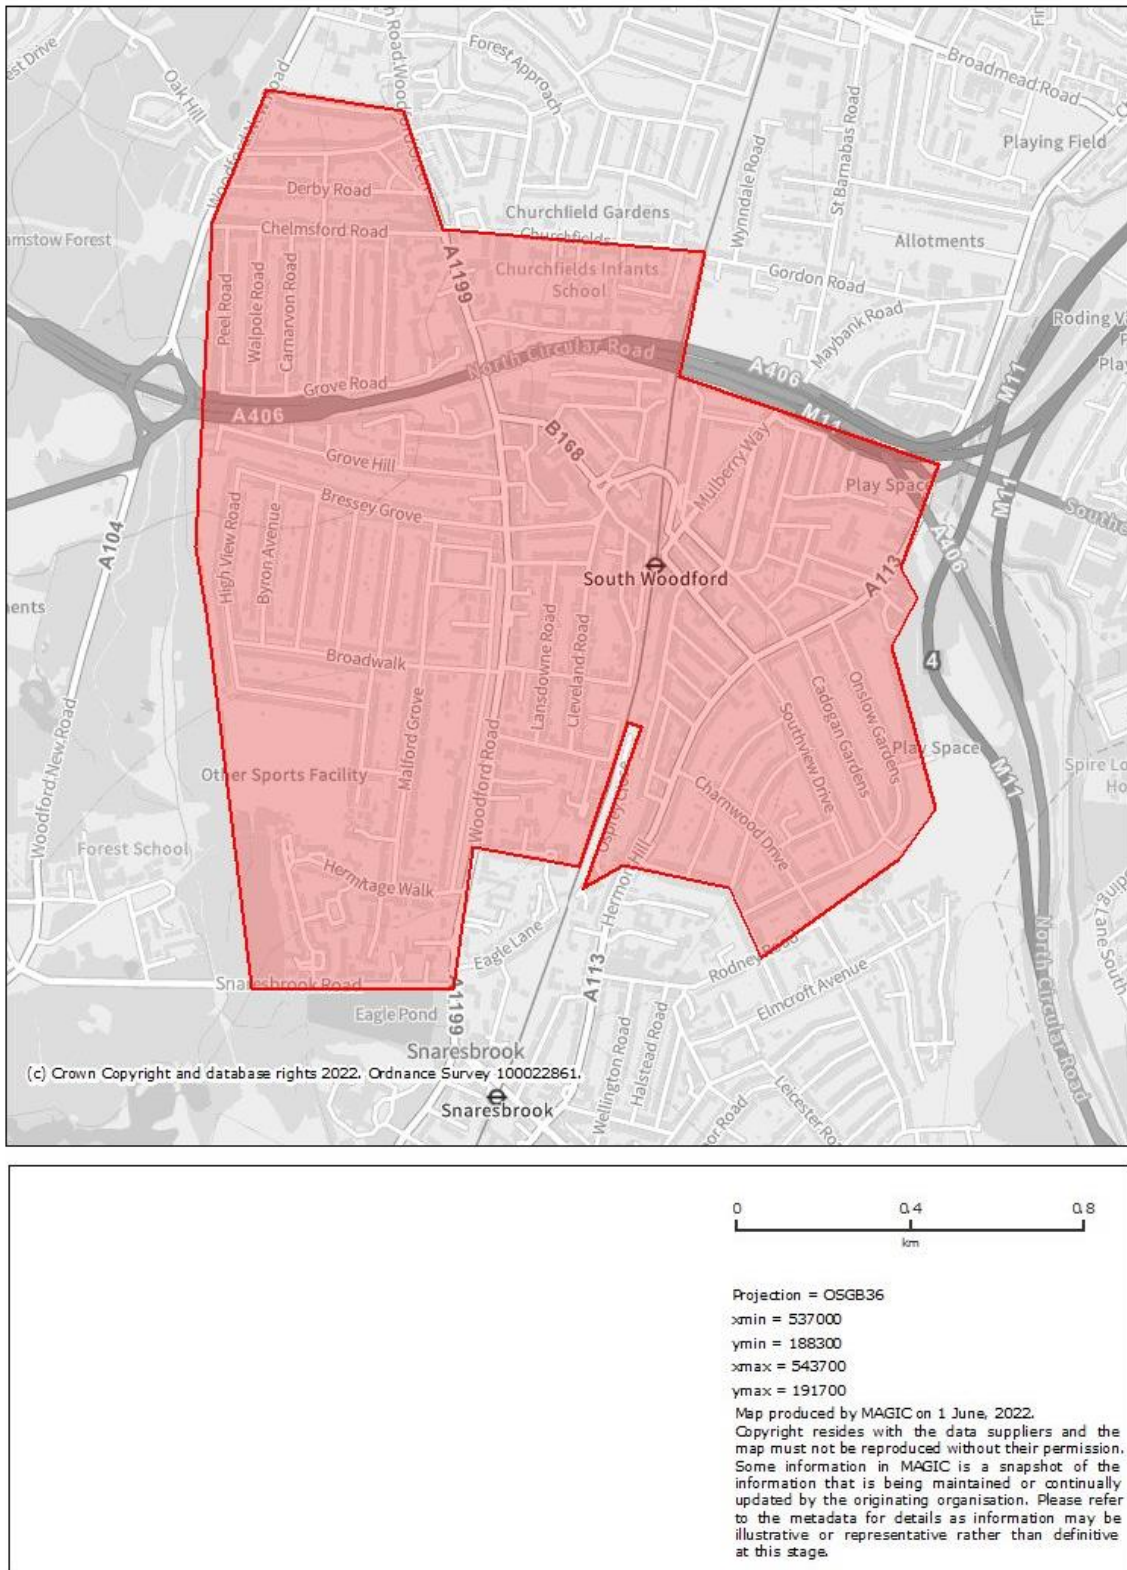 Forest Approach
Broadmead Road
Oak Hill
Playing Field
Wynndale Road
St Barnabas Road
Derby Road
Churchfield Gardens
Chelmsford Road
Churchfields
Allotments
Churchfields Infants
School
A1199
Gordon Road
Peel Road
Walpole Road
Carnarvon Road
Maybank Road
North Circular Road
Grove Road
A406
A406
M11
M11
M11
B168
Mulberry Way
Grove Hill
Play Space
Bressey Grove
A406
High View Road
Byron Avenue
A104
A113
South Woodford
Lansdowne Road
Cleveland Road
Broadwalk
4
Malford Grove
Cadogan Gardens
Onslow Gardens
Southview Drive
Play Space
Woodford New Road
Woodford Road
Other Sports Facility
M11
Charnwood Drive
Forest School
Hermitage Walk
Hermon Hill
Eagle Lane
Rodney Road
A113
Elmcroft Avenue
Snaresbrook Road
A1199
Eagle Pond
North Circular Road
Snaresbrook
Wellington Road
Halstead Road
(c) Crown Copyright and database rights 2022. Ordnance Survey 100022861.
Snaresbrook
0 0.4 0.8
km
Projection = OSGB36
xmin = 537000
ymin = 188300
xmax = 543700
ymax = 191700
Map produced by MAGIC on 1 June, 2022.
Copyright resides with the data suppliers and the
map must not be reproduced without their permission.
Some information in MAGIC is a snapshot of the
information that is being maintained or continually
updated by the originating organisation. Please refer
to the metadata for details as information may be
illustrative or representative rather than definitive
at this stage.